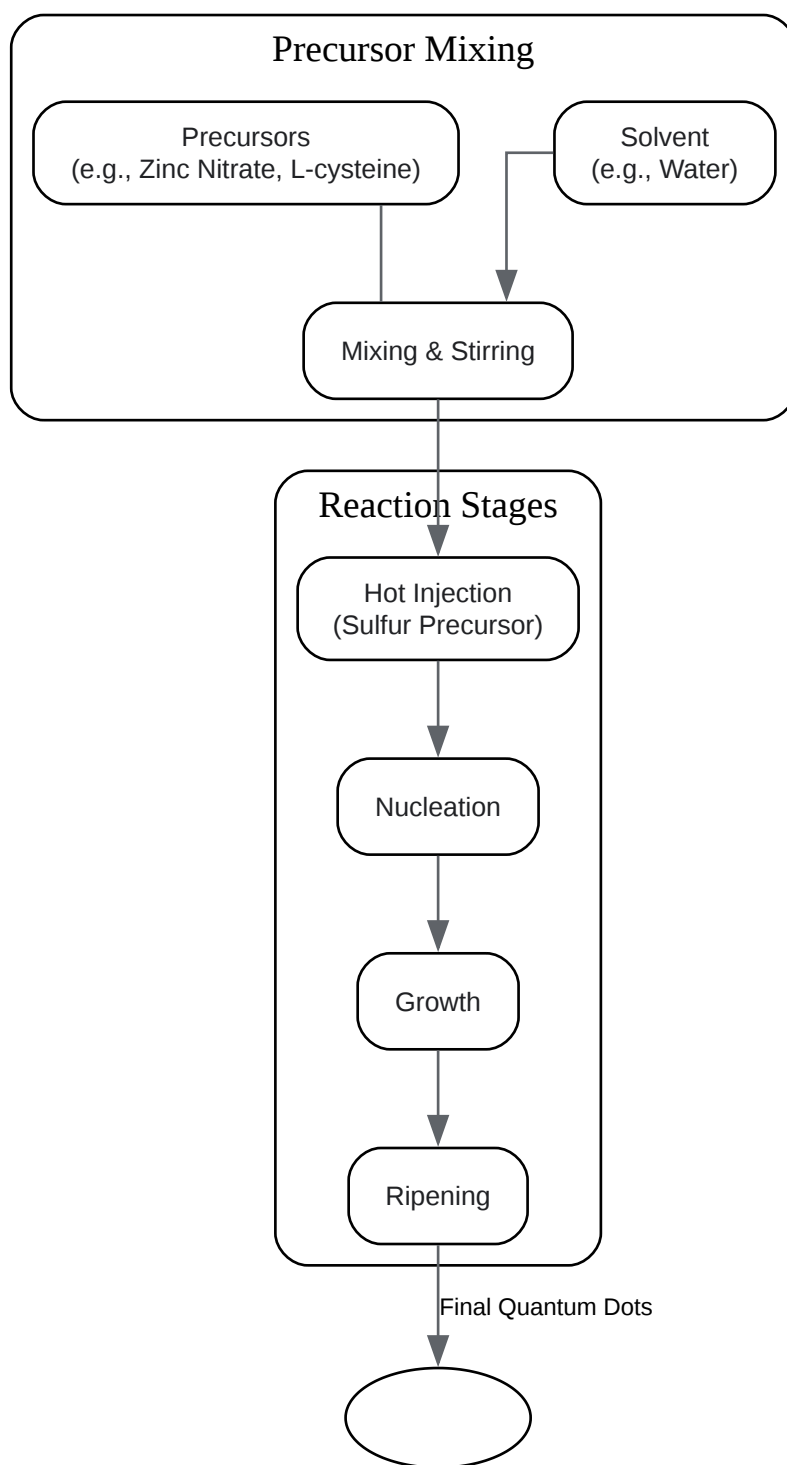 Precursor Mixing
Precursors
(e.g., Zinc Nitrate, L-cysteine)
Solvent
(e.g., Water)
Mixing & Stirring
Reaction Stages
Hot Injection
(Sulfur Precursor)
Nucleation
Growth
Ripening
Final Quantum Dots